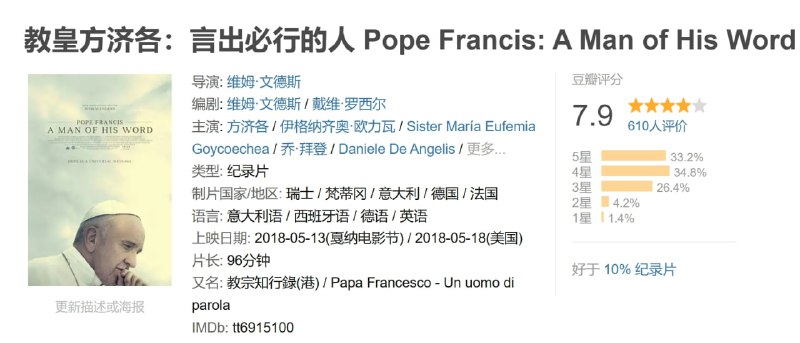 教皇方济各：言出必行的人 Pope Francis: A Man of His Word
POPE FRANCIS
A MAN OF HIS WORD
更新描述或海报
导演: 维姆·文德斯
编剧: 维姆·文德斯 / 戴维·罗西尔
主演: 方济各 / 伊格纳齐奥·欧力瓦 / Sister María Eufemia
Goycoechea / 乔·拜登 / Daniele De Angelis / 更多...
类型: 纪录片
制片国家/地区: 瑞士 / 梵蒂冈 / 意大利 / 德国 / 法国
语言: 意大利语 / 西班牙语 / 德语 / 英语
上映日期: 2018-05-13(戛纳电影节) / 2018-05-18(美国)
片长: 96分钟
又名: 教宗知行録(港) / Papa Francesco - Un uomo di
parola
IMDb: tt6915100
豆瓣评分
7.9
610人评价
5星 33.2%
4星 34.8%
3星 26.4%
2星 4.2%
1星 1.4%
好于 10% 纪录片